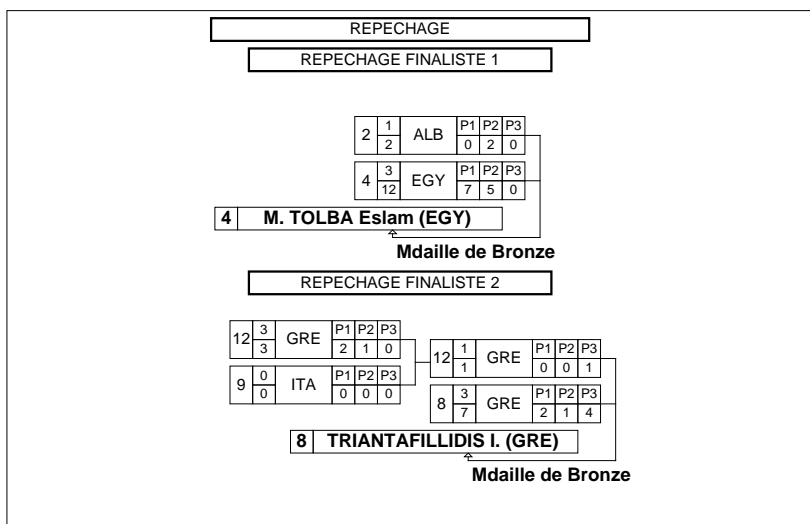 REPECHAGE
REPECHAGE FINALISTE 1
2 1 ALB P1 P2 P3
2 0 2 0
4 3 EGY P1 P2 P3
12 7 5 0
4 M. TOLBA Eslam (EGY)
Mdaille de Bronze
REPECHAGE FINALISTE 2
12 3 GRE P1 P2 P3
3 2 1 0
9 0 ITA P1 P2 P3
0 0 0 0
12 1 GRE P1 P2 P3
1 0 0 1
8 3 GRE P1 P2 P3
7 2 1 4
8 TRIANTAFILLIDIS I. (GRE)
Mdaille de Bronze